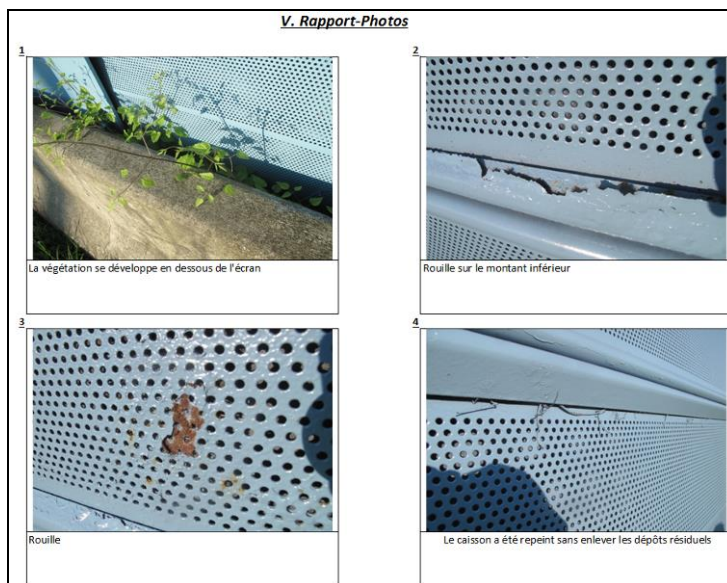 V. Rapport-Photos
1
2
La végétation se développe en dessous de l'écran
Rouille sur le montant inférieur
3
4
Rouille
Le caisson a été repeint sans enlever les dépôts résiduels